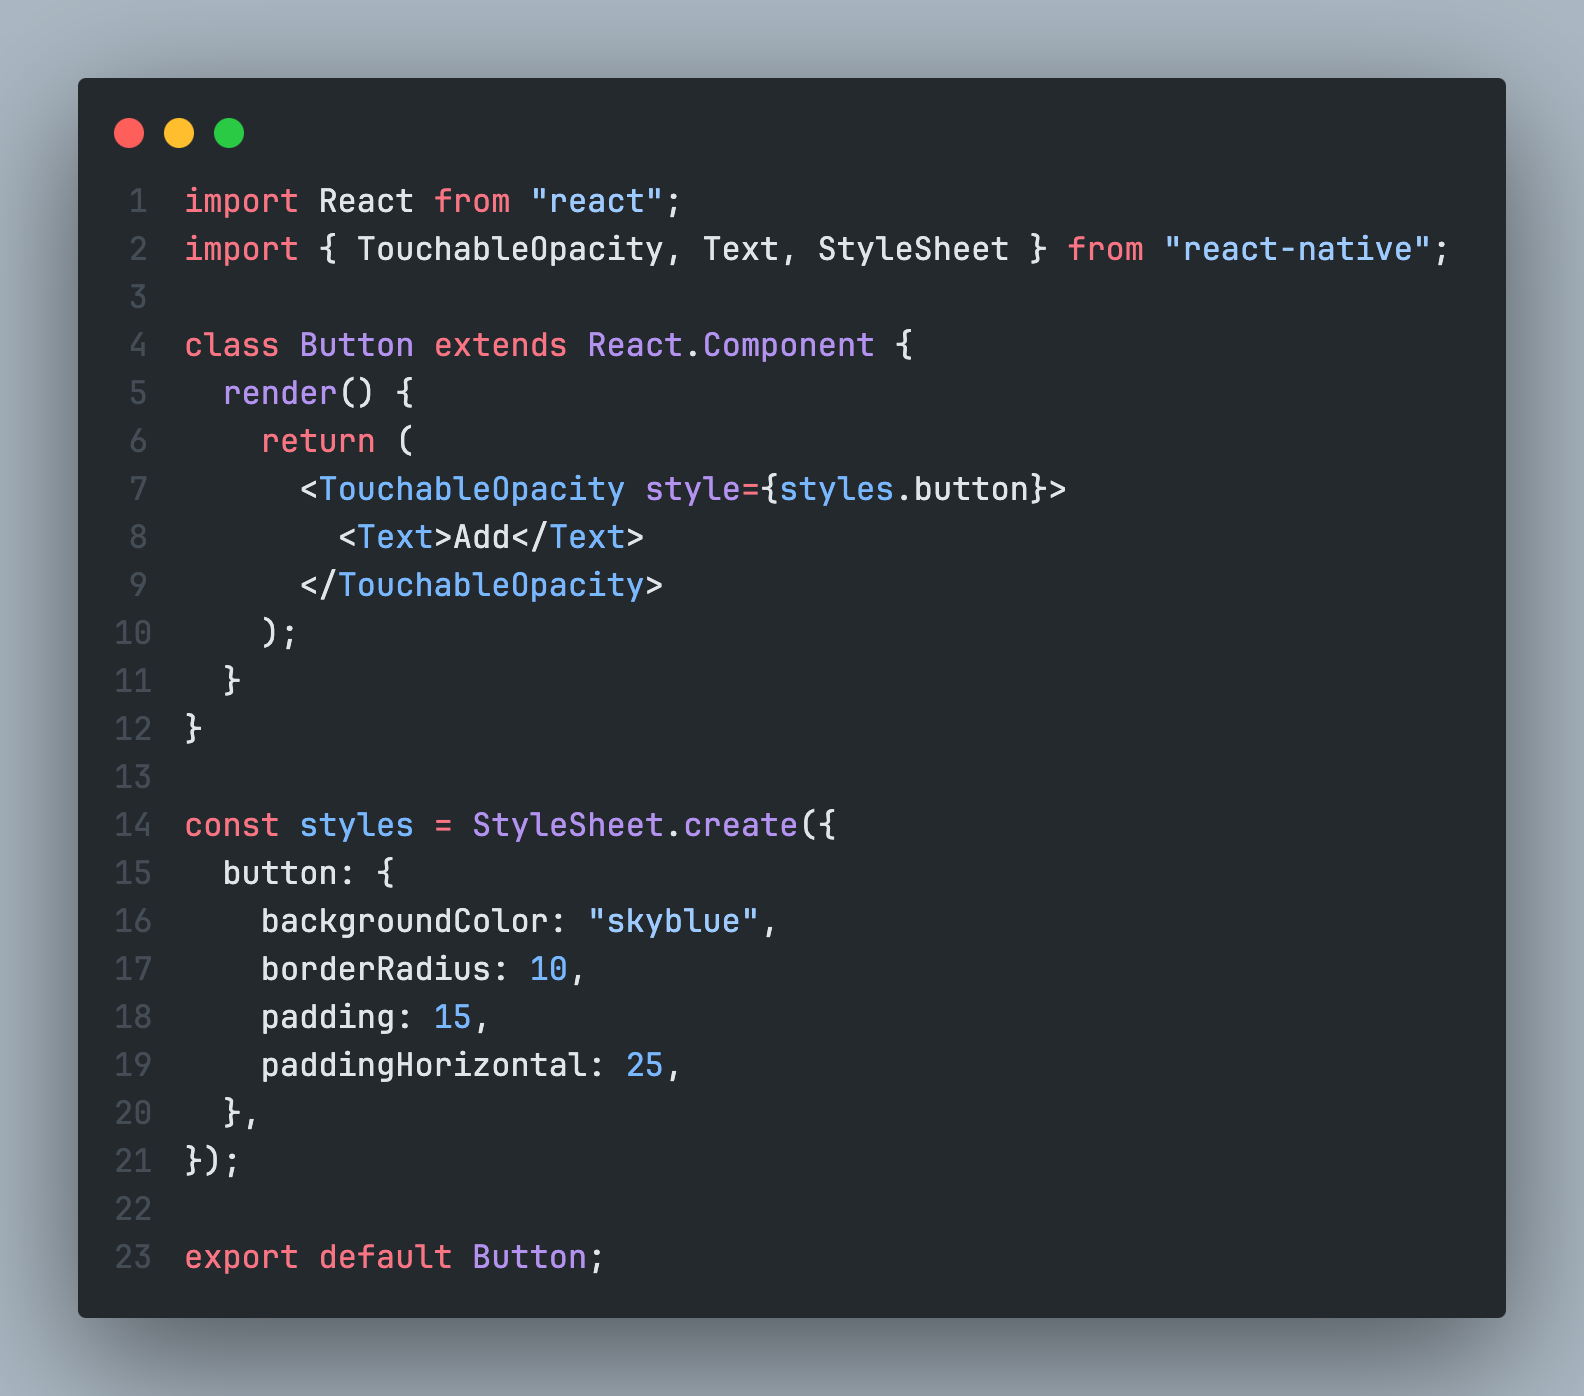 1 import React from "react";
2 import { TouchableOpacity, Text, StyleSheet } from "react-native";
3
4 class Button extends React.Component {
5   render() {
6     return (
7       <TouchableOpacity style={styles.button}>
8         <Text>Add</Text>
9       </TouchableOpacity>
10     );
11   }
12 }
13
14 const styles = StyleSheet.create({
15   button: {
16     backgroundColor: "skyblue",
17     borderRadius: 10,
18     padding: 15,
19     paddingHorizontal: 25,
20   },
21 });
22
23 export default Button;